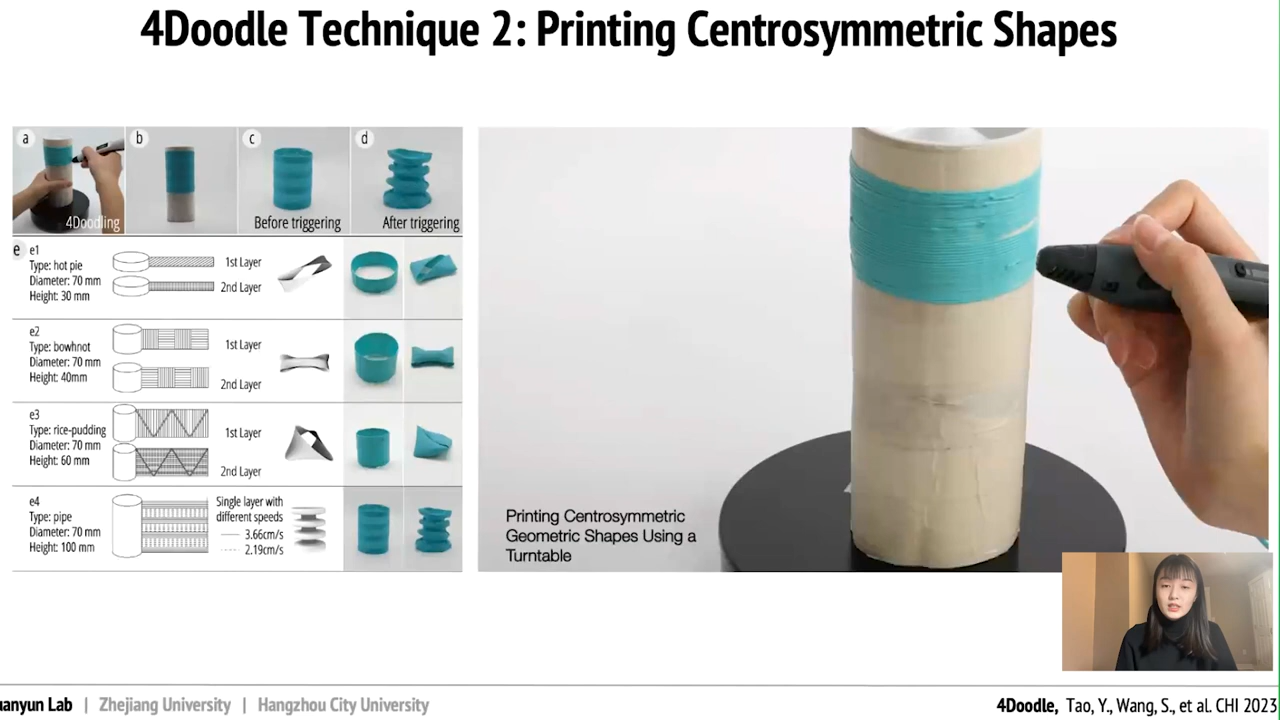 4Doodle Technique 2: Printing Centrosymmetric Shapes
a
4Doodling
b
c
Before triggering
d
After triggering
e
e1
Type: hot pie
Diameter: 70 mm
Height: 30 mm
1st Layer
2nd Layer
e2
Type: bowhnot
Diameter: 70 mm
Height: 40mm
1st Layer
2nd Layer
e3
Type: rice-pudding
Diameter: 70 mm
Height: 60 mm
1st Layer
2nd Layer
e4
Type: pipe
Diameter: 70 mm
Height: 100 mm
Single layer with
different speeds
3.66cm/s
2.19cm/s
Printing Centrosymmetric
Geometric Shapes Using a
Turntable
Lab | Zhejiang University | Hangzhou City University
4Doodle, Tao, Y., Wang, S., et al. CHI 2023